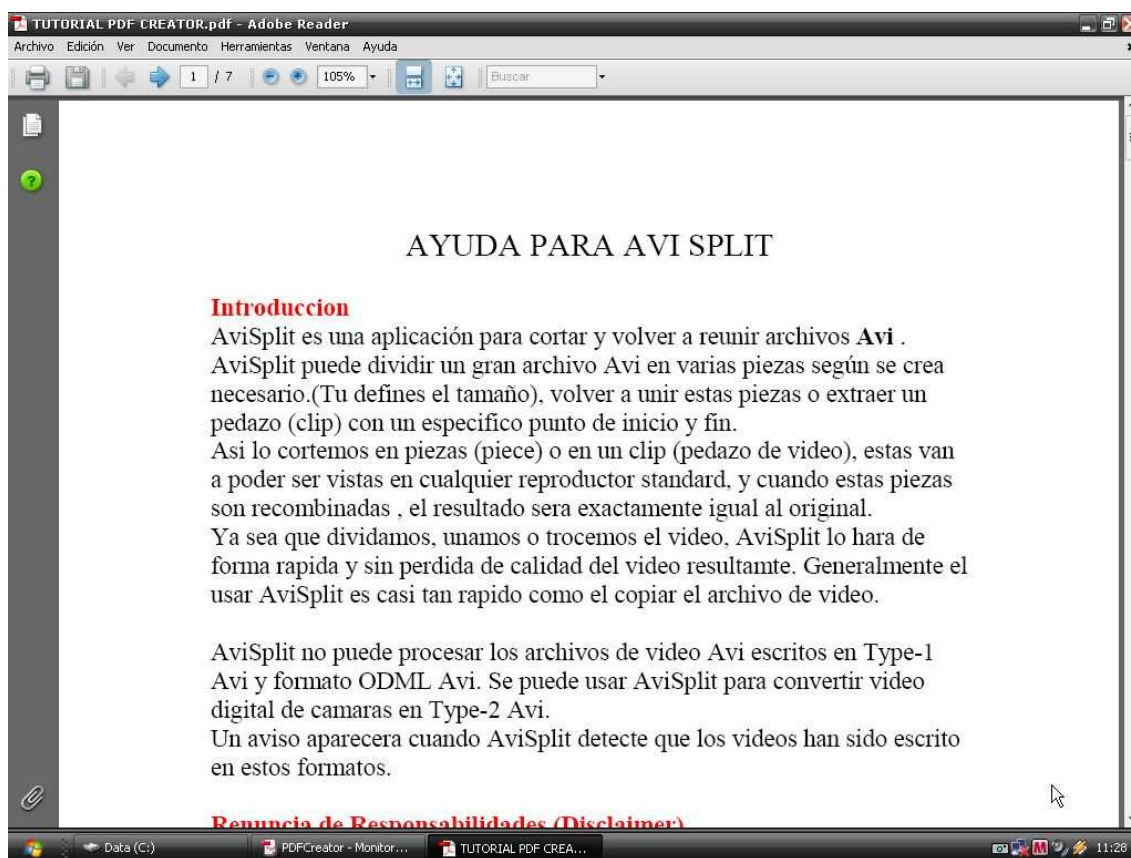 TUTORIAL PDF CREATOR.pdf - Adobe Reader
Archivo Edición Ver Documento Herramientas Ventana Ayuda
1 / 7 105% Buscar
AYUDA PARA AVI SPLIT
Introduccion
AviSplit es una aplicación para cortar y volver a reunir archivos Avi .
AviSplit puede dividir un gran archivo Avi en varias piezas según se crea
necesario.(Tu defines el tamaño), volver a unir estas piezas o extraer un
pedazo (clip) con un especifico punto de inicio y fin.
Asi lo cortemos en piezas (piece) o en un clip (pedazo de video), estas van
a poder ser vistas en cualquier reproductor standard, y cuando estas piezas
son recombinadas , el resultado sera exactamente igual al original.
Ya sea que dividamos, unamos o trocemos el video, AviSplit lo hara de
forma rapida y sin perdida de calidad del video resultamte. Generalmente el
usar AviSplit es casi tan rapido como el copiar el archivo de video.
AviSplit no puede procesar los archivos de video Avi escritos en Type-1
Avi y formato ODML Avi. Se puede usar AviSplit para convertir video
digital de camaras en Type-2 Avi.
Un aviso aparecera cuando AviSplit detecte que los videos han sido escrito
en estos formatos.
Renuncia de Responsabilidades (Disclaimer)
Data (C:) PDFCreator - Monitor... TUTORIAL PDF CREA... 11:28